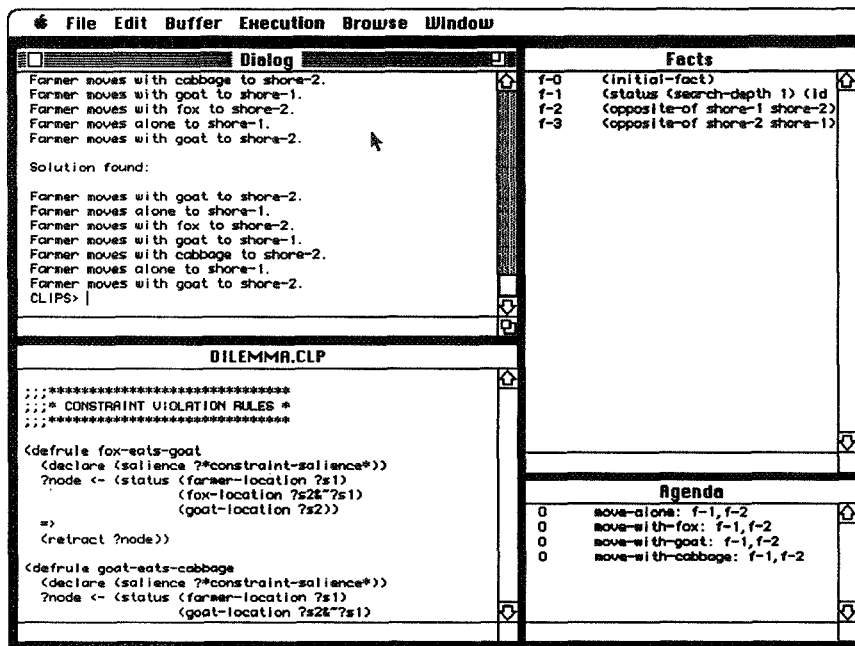 File Edit Buffer Execution Browse Window
Dialog
Farmer moves with cabbage to shore-2.
Farmer moves with goat to shore-1.
Farmer moves with fox to shore-2.
Farmer moves alone to shore-1.
Farmer moves with goat to shore-2.
Solution found:
Farmer moves with goat to shore-2.
Farmer moves alone to shore-1.
Farmer moves with fox to shore-2.
Farmer moves with goat to shore-1.
Farmer moves with cabbage to shore-2.
Farmer moves alone to shore-1.
Farmer moves with goat to shore-2.
CLIPS>
DILEMMA.CLP
;;;******************************
;;;* CONSTRAINT VIOLATION RULES *
;;;******************************
(defrule fox-eats-goat
(declare (salience ?*constraint-salience*))
?node <- (status (farmer-location ?s1)
(fox-location ?s2&~?s1)
(goat-location ?s2))
=>
(retract ?node))
(defrule goat-eats-cabbage
(declare (salience ?*constraint-salience*))
?node <- (status (farmer-location ?s1)
(goat-location ?s2&~?s1)
Facts
f-0 (initial-fact)
f-1 (status (search-depth 1) (id
f-2 (opposite-of shore-1 shore-2)
f-3 (opposite-of shore-2 shore-1)
Agenda
0 move-alone: f-1,f-2
0 move-with-fox: f-1,f-2
0 move-with-goat: f-1,f-2
0 move-with-cabbage: f-1,f-2